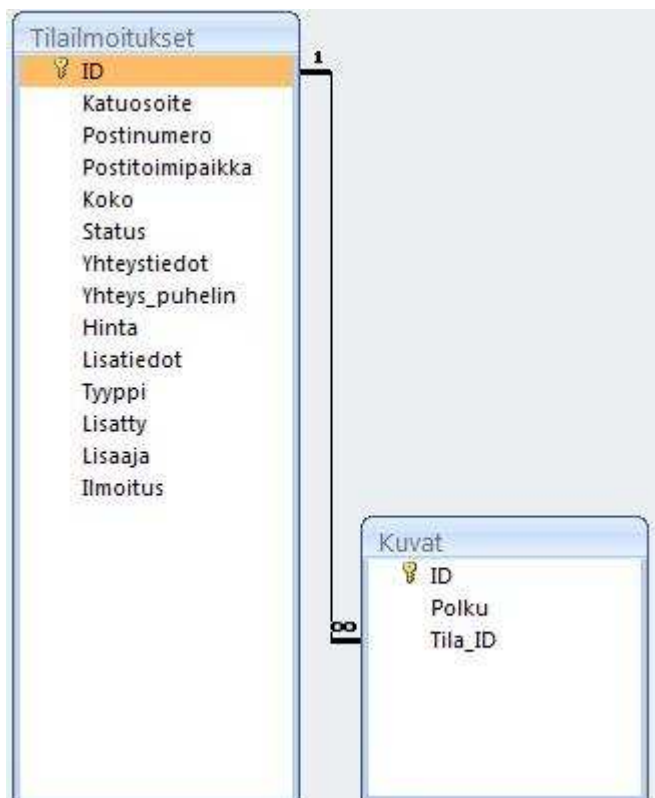 Tilailmoitukset
ID
Katuosoite
Postinumero
Postitoimipaikka
Koko
Status
Yhteystiedot
Yhteys_puhelin
Hinta
Lisatiedot
Tyyppi
Lisatty
Lisaaja
Ilmoitus
1
∞
Kuvat
ID
Polku
Tila_ID